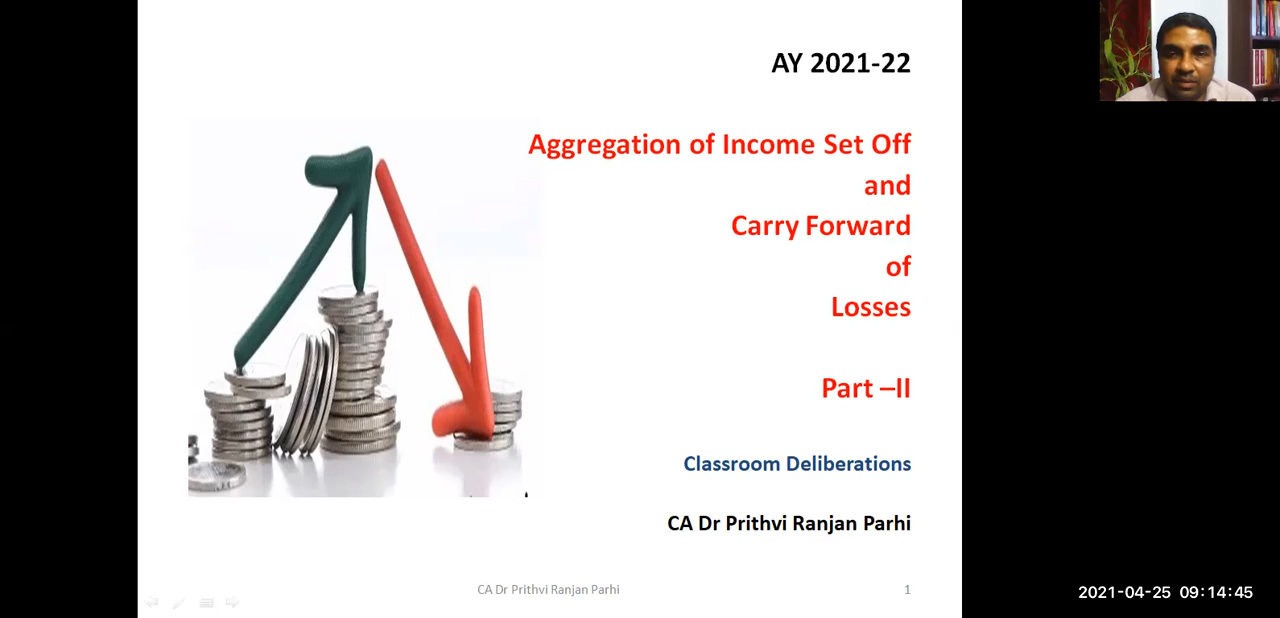 AY 2021-22
Aggregation of Income Set Off
and
Carry Forward
of
Losses
Part –II
Classroom Deliberations
CA Dr Prithvi Ranjan Parhi
CA Dr Prithvi Ranjan Parhi
1
2021-04-25 09:14:45